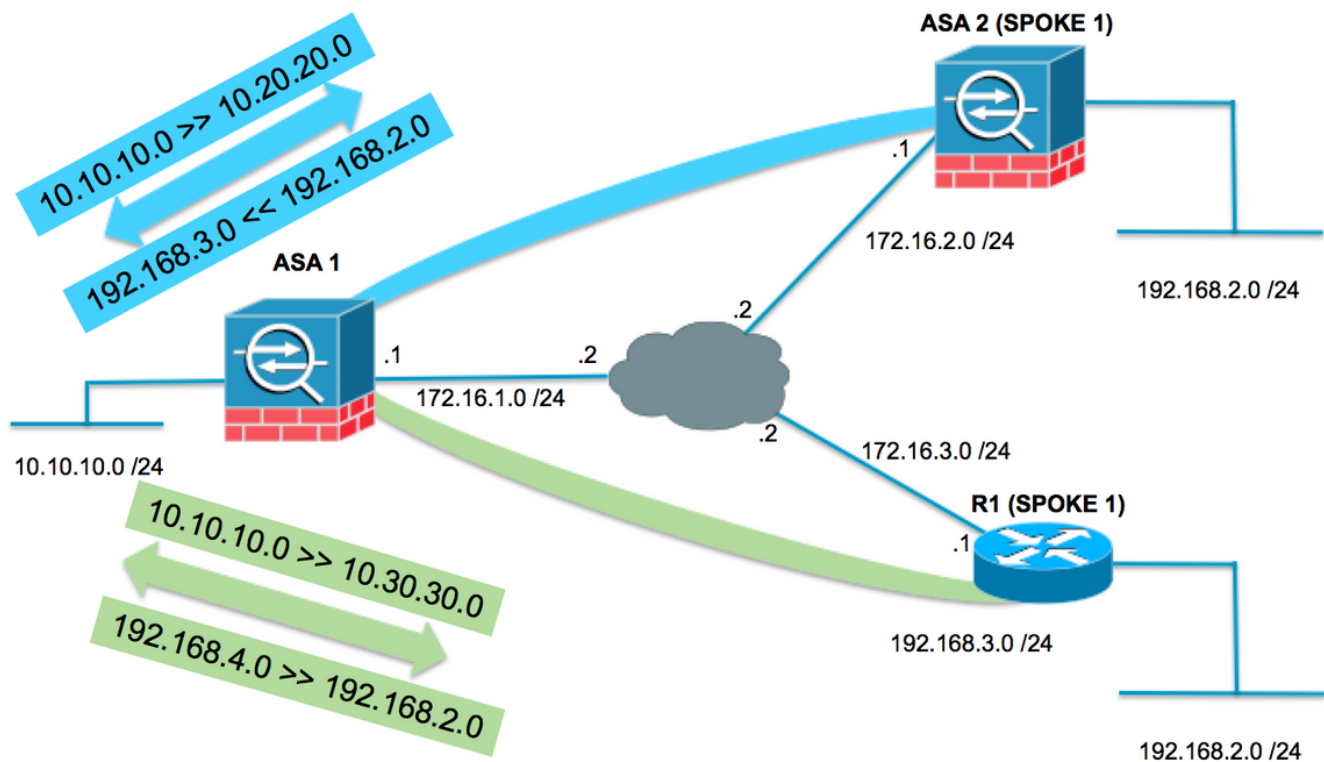 ASA 2 (SPOKE 1)
10.10.10.0 >> 10.20.20.0
192.168.3.0 << 192.168.2.0
.1
172.16.2.0 /24
192.168.2.0 /24
ASA 1
.2
.1
.2
172.16.1.0 /24
.2
172.16.3.0 /24
10.10.10.0 /24
R1 (SPOKE 1)
.1
10.10.10.0 >> 10.30.30.0
192.168.4.0 >> 192.168.2.0
192.168.3.0 /24
192.168.2.0 /24